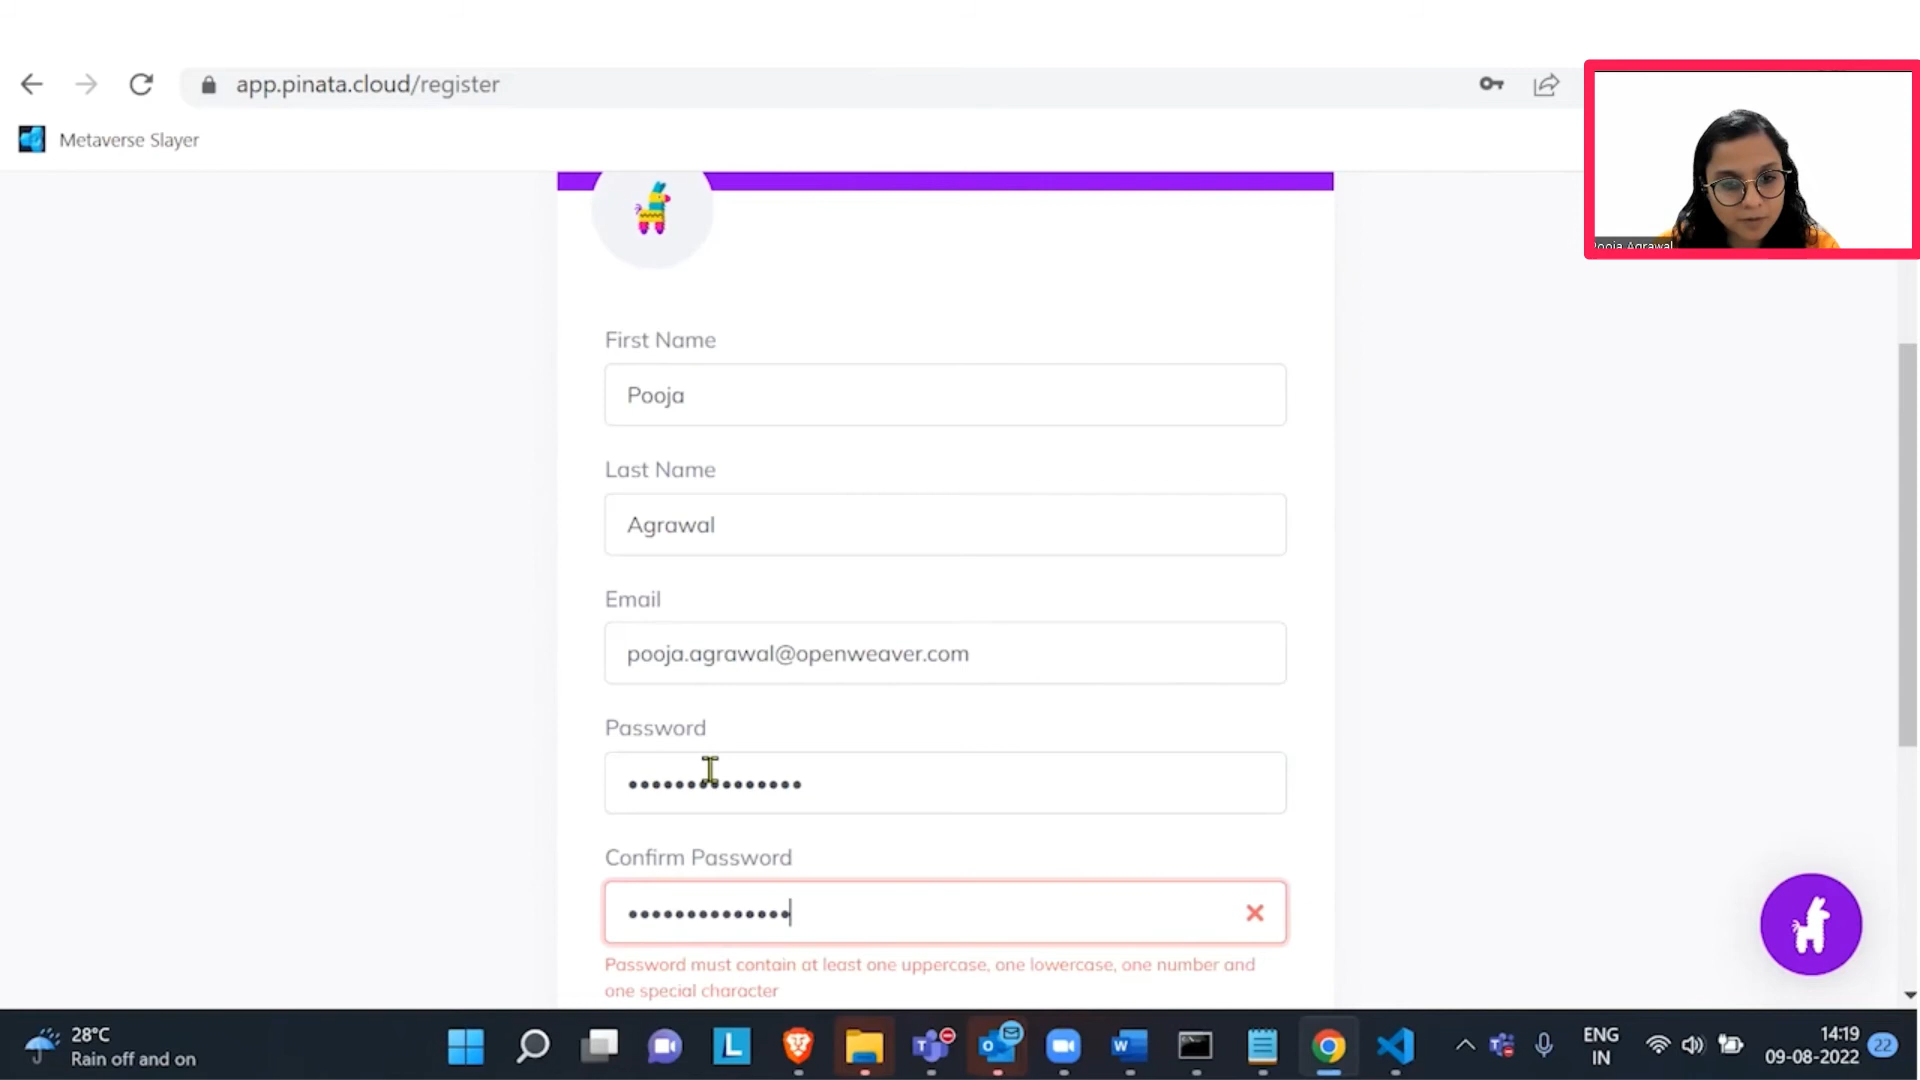 app.pinata.cloud/register
Metaverse Slayer
Pooja Agrawal
First Name
Pooja
Last Name
Agrawal
Email
pooja.agrawal@openweaver.com
Password
Confirm Password
Password must contain at least one uppercase, one lowercase, one number and
one special character
28°C
Rain off and on
ENG
IN
14:19
09-08-2022
22